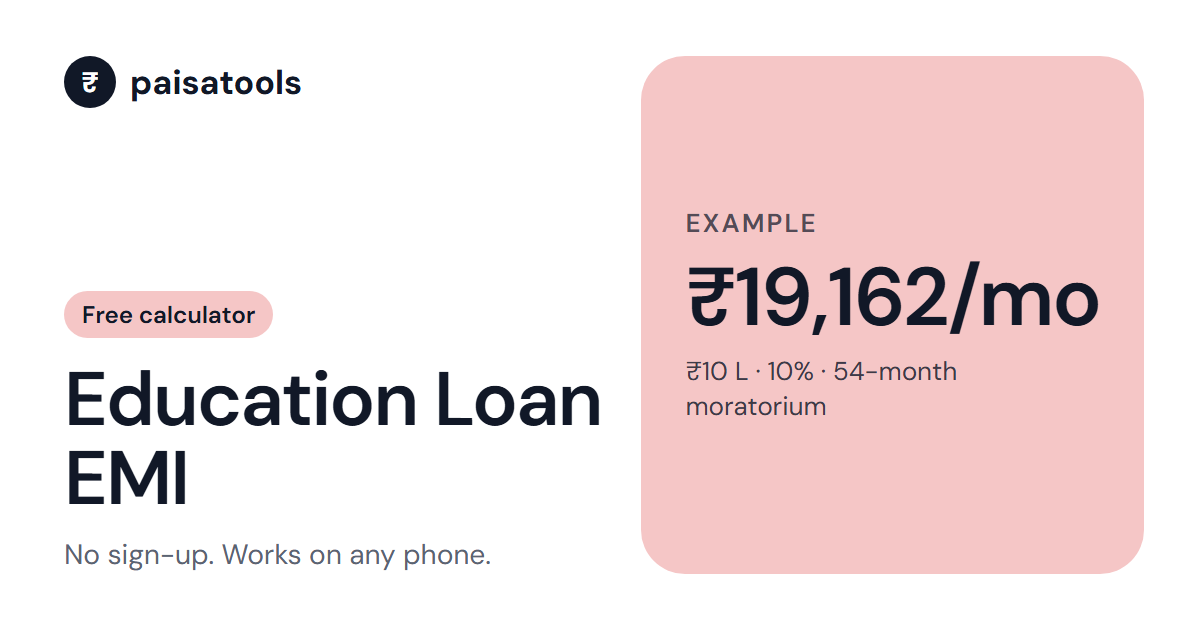 ₹ paisatools
Free calculator
Education Loan
EMI
No sign-up. Works on any phone.
EXAMPLE
₹19,162/mo
₹10 L · 10% · 54-month
moratorium